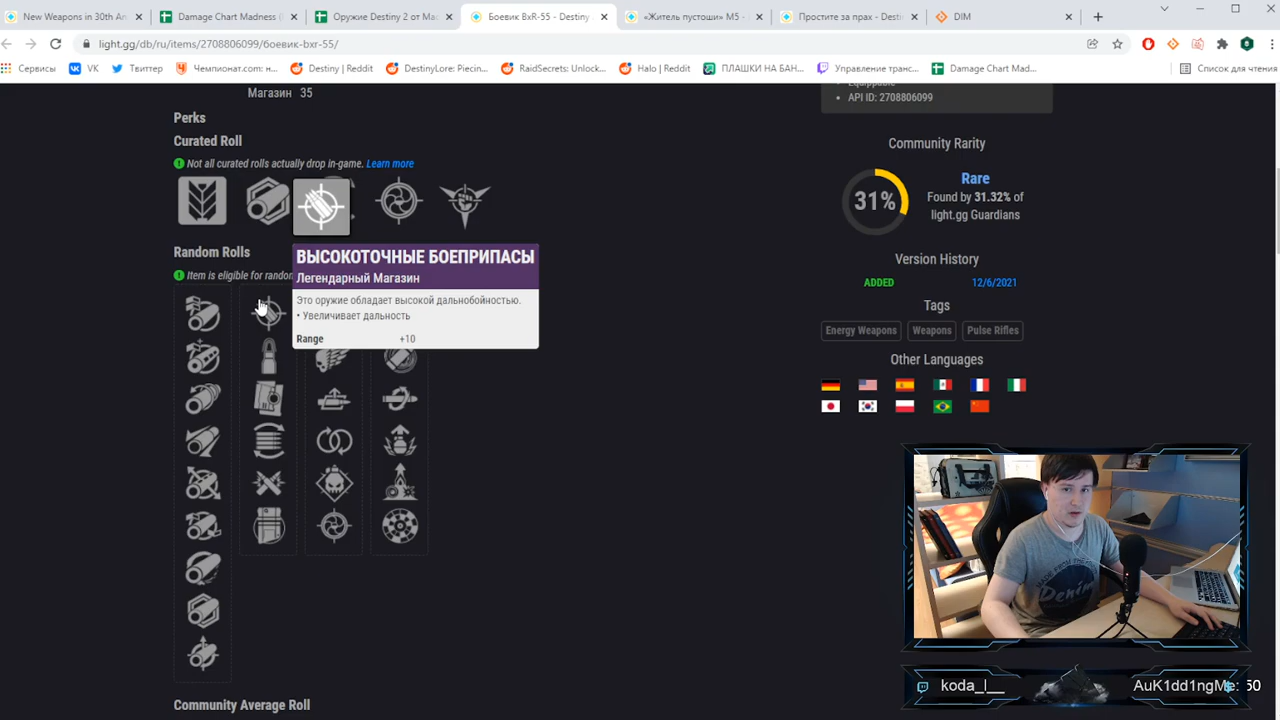 New Weapons in 30th An
Damage Chart Madness (
Оружие Destiny 2 от Ma
Боевик BxR-55 - Destiny
«Житель пустоши» M5 -
Простите за прах - Destin
DIM
light.gg/db/ru/items/2708806099/боевик-bxr-55/
Сервисы
VK
Твиттер
Чемпионат.com: н...
Destiny | Reddit
DestinyLore: Piecin...
RaidSecrets: Unlock...
Halo | Reddit
ПЛАШКИ НА БАН...
Управление транс...
Damage Chart Mad...
Список для чтения
Магазин 35
Perks
Curated Roll
Not all curated rolls actually drop in-game. Learn more
Random Rolls
Item is eligible for random
ВЫСОКОТОЧНЫЕ БОЕПРИПАСЫ
Легендарный Магазин
Это оружие обладает высокой дальнобойностью.
• Увеличивает дальность
Range +10
Community Average Roll
Equippable
• API ID: 2708806099
Community Rarity
31%
Rare
Found by 31.32% of
light.gg Guardians
Version History
ADDED 12/6/2021
Tags
Energy Weapons
Weapons
Pulse Rifles
Other Languages
koda_l__
AuK1dd1ngMe: 50